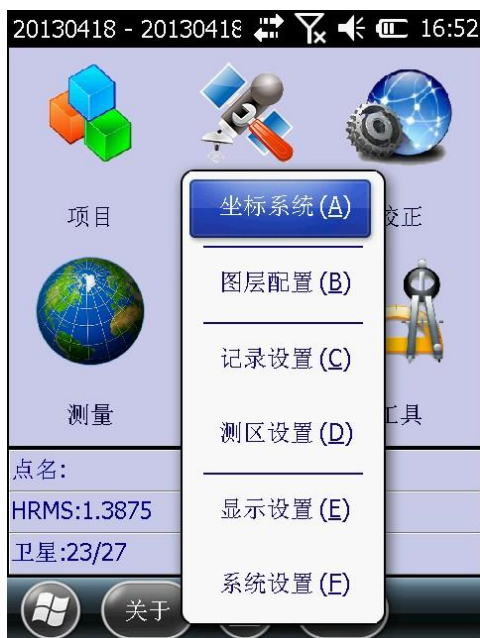 20130418 - 20130418 16:52
项目
校正
测量
工具
坐标系统(A)
图层配置(B)
记录设置(C)
测区设置(D)
显示设置(E)
系统设置(F)
点名:
HRMS:1.3875
卫星:23/27
关于